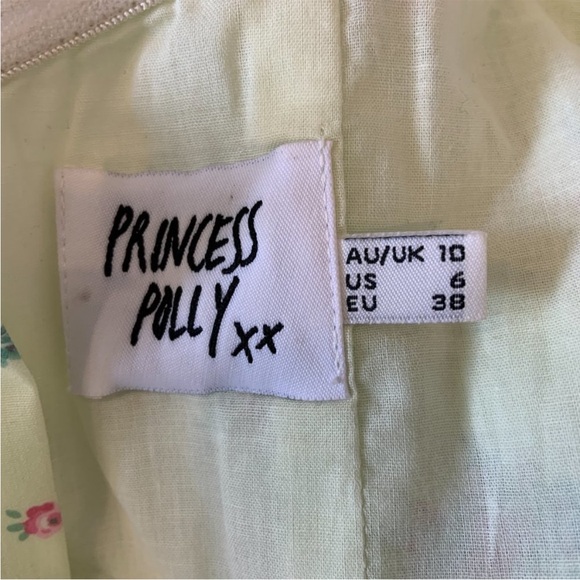 PRINCESS
POLLY xx
AU/UK 10
US 6
EU 38